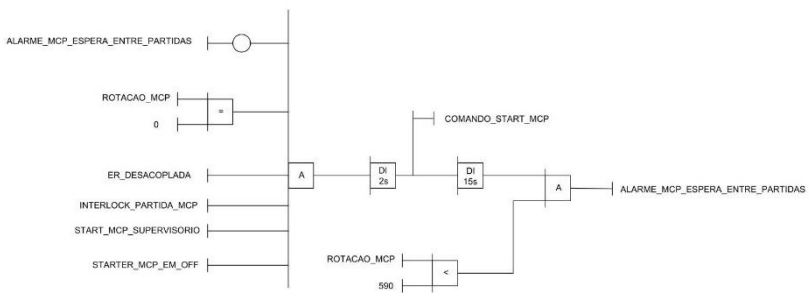 ALARME_MCP_ESPERA_ENTRE_PARTIDAS
ROTACAO_MCP
=
0
COMANDO_START_MCP
ER_DESACOPLADA
A
DI
2s
DI
15s
A
ALARME_MCP_ESPERA_ENTRE_PARTIDAS
INTERLOCK_PARTIDA_MCP
START_MCP_SUPERVISORIO
STARTER_MCP_EM_OFF
ROTACAO_MCP
<
590